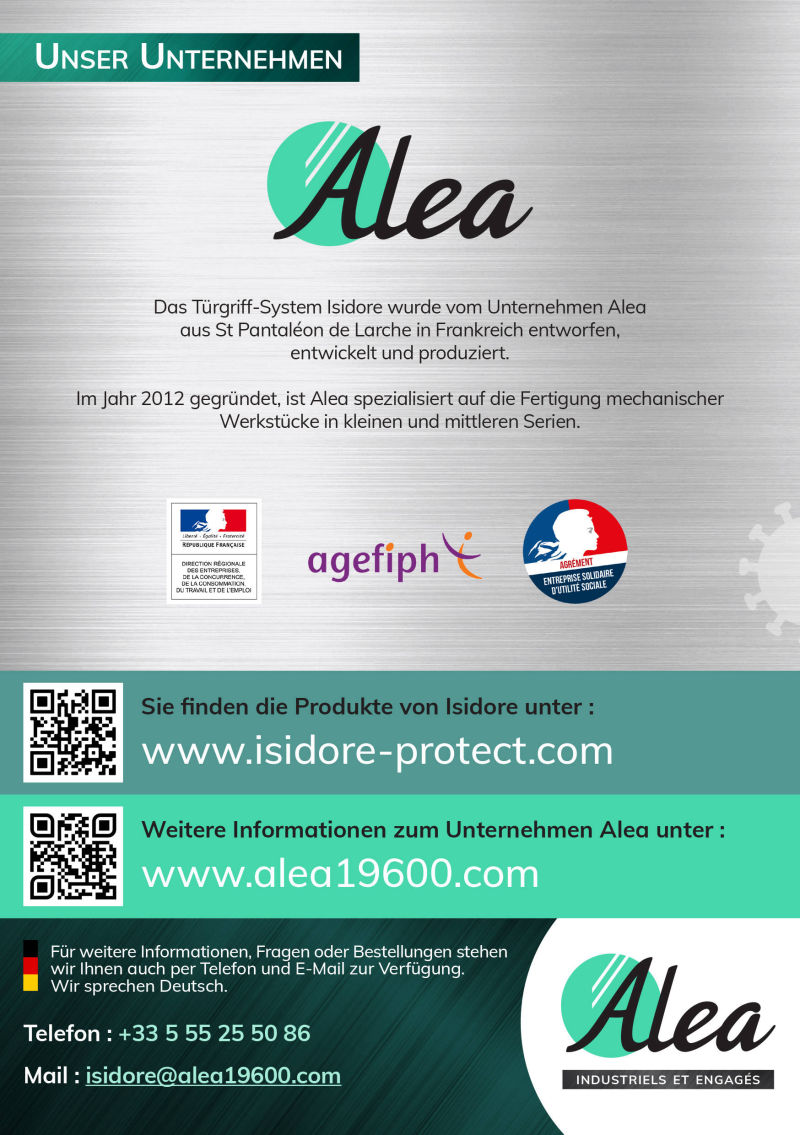 Unser Unternehmen
Alea
Das Türgriff-System Isidore wurde vom Unternehmen Alea
aus St Pantaléon de Larche in Frankreich entworfen,
entwickelt und produziert.
Im Jahr 2012 gegründet, ist Alea spezialisiert auf die Fertigung mechanischer
Werkstücke in kleinen und mittleren Serien.
Liberté • Égalité • Fraternité
République Française
DIRECTION RÉGIONALE
DES ENTREPRISES,
DE LA CONCURRENCE,
DE LA CONSOMMATION,
DU TRAVAIL ET DE L'EMPLOI
agefiph
AGRÉMENT
ENTREPRISE SOLIDAIRE
D'UTILITÉ SOCIALE
Sie finden die Produkte von Isidore unter :
www.isidore-protect.com
Weitere Informationen zum Unternehmen Alea unter :
www.alea19600.com
Für weitere Informationen, Fragen oder Bestellungen stehen
wir Ihnen auch per Telefon und E-Mail zur Verfügung.
Wir sprechen Deutsch.
Telefon : +33 5 55 25 50 86
Mail : isidore@alea19600.com
Alea
INDUSTRIELS ET ENGAGÉS